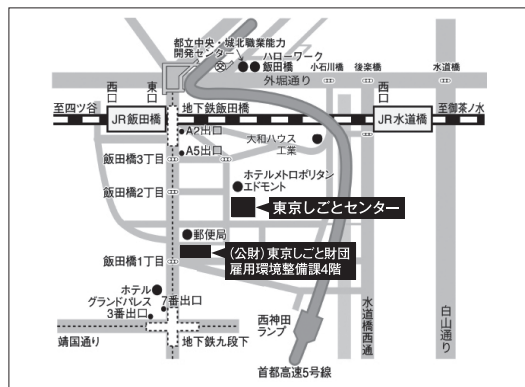 都立中央・城北職業能力
開発センター
ハローワーク
飯田橋
小石川橋
後楽橋
水道橋
外堀通り
西口
東口
西口
至四ツ谷
JR飯田橋
地下鉄飯田橋
JR水道橋
至御茶ノ水
A2出口
大和ハウス
工業
A5出口
飯田橋3丁目
飯田橋2丁目
ホテルメトロポリタン
エドモント
東京しごとセンター
郵便局
(公財)東京しごと財団
雇用環境整備課4階
飯田橋1丁目
ホテル
グランドパレス
7番出口
3番出口
西神田
ランプ
水道橋西通
白山通り
靖国通り
地下鉄九段下
首都高速5号線